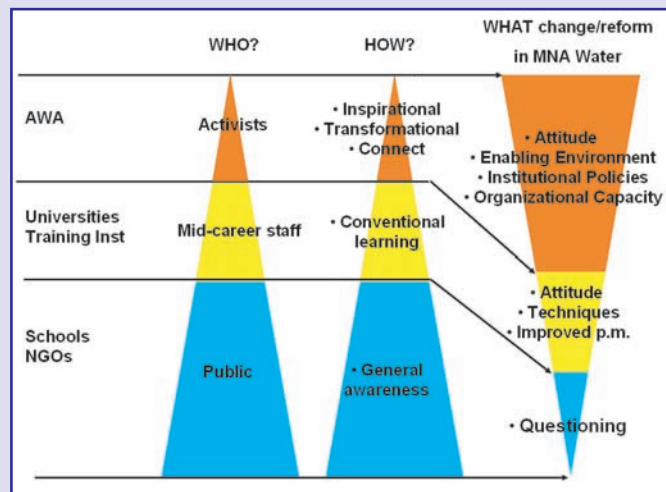 WHO?
HOW?
WHAT change/reform
in MNA Water
AWA
Activists
• Inspirational
• Transformational
• Connect
• Attitude
• Enabling Environment
• Institutional Policies
• Organizational Capacity
Universities
Training Inst
Mid-career staff
• Conventional
learning
• Attitude
• Techniques
• Improved p.m.
Schools
NGOs
Public
• General
awareness
• Questioning